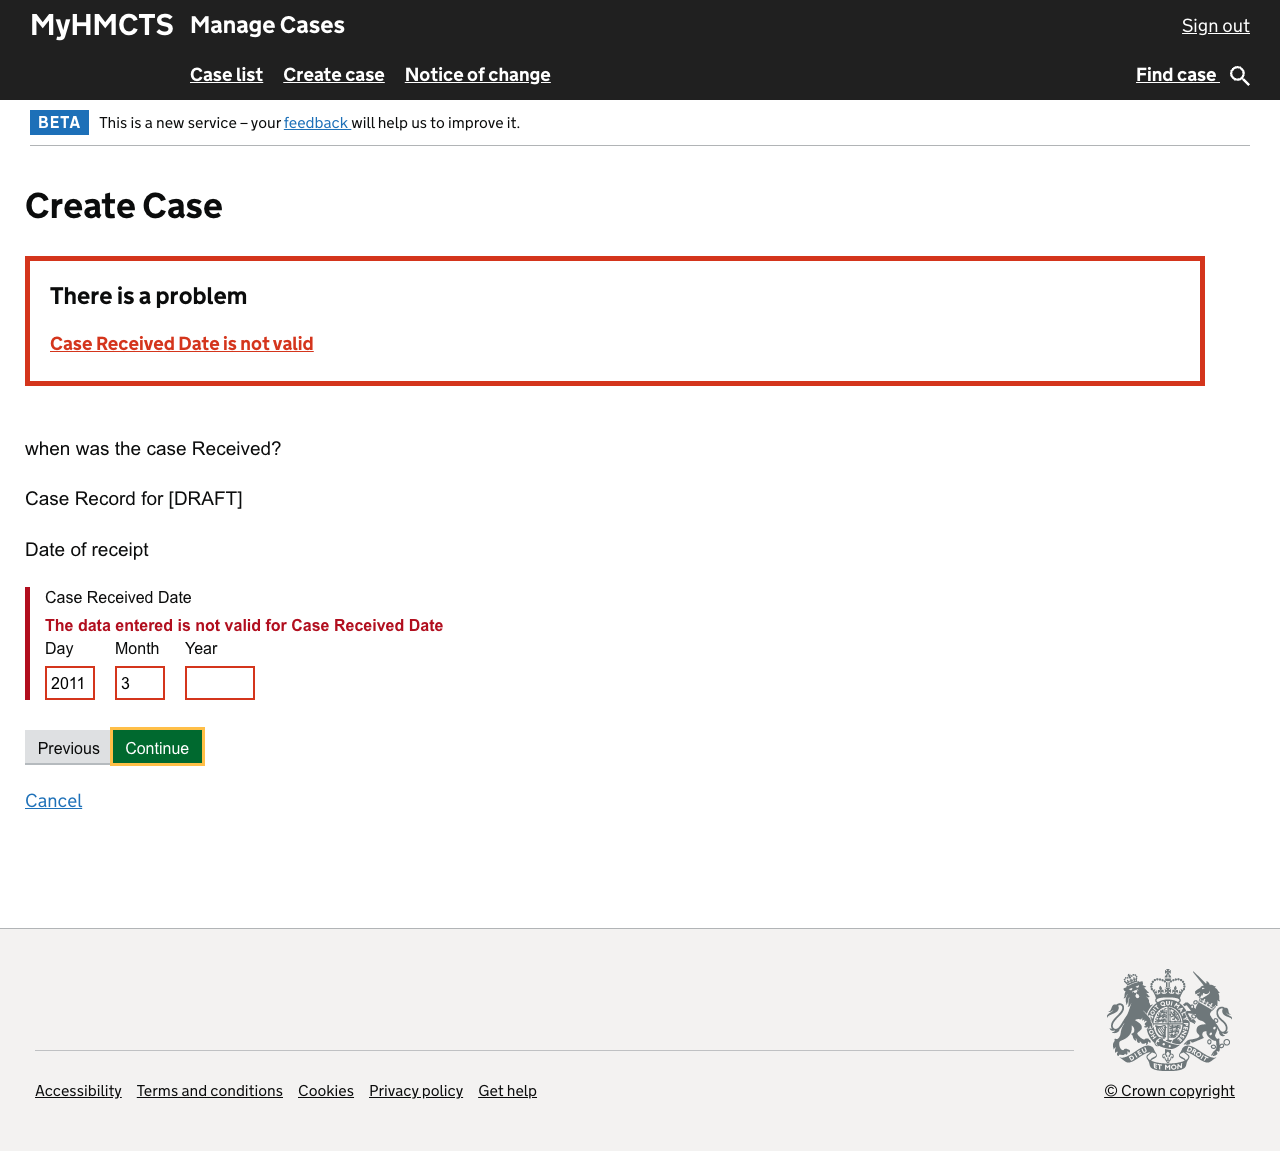 MyHMCTS Manage Cases Sign out
Case list Create case Notice of change Find case
BETA This is a new service – your feedback will help us to improve it.
Create Case
There is a problem
Case Received Date is not valid
when was the case Received?
Case Record for [DRAFT]
Date of receipt
Case Received Date
The data entered is not valid for Case Received Date
Day Month Year
2011 3
Previous Continue
Cancel
DIEU ET MON DROIT
Accessibility Terms and conditions Cookies Privacy policy Get help © Crown copyright